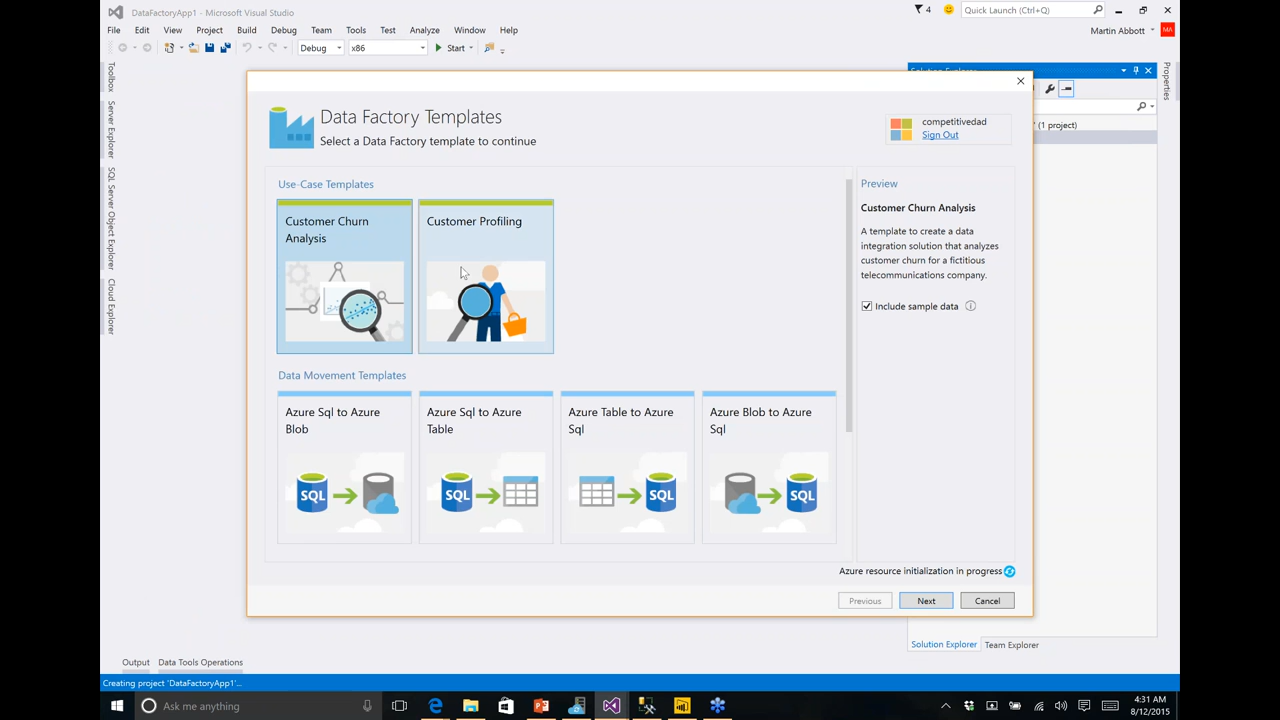 DataFactoryApp1 - Microsoft Visual Studio
4
Quick Launch (Ctrl+Q)
File Edit View Project Build Debug Team Tools Test Analyze Window Help
Martin Abbott
MA
Debug
x86
Start
Toolbox
Server Explorer
SQL Server Object Explorer
Cloud Explorer
Properties
(1 project)
Data Factory Templates
Select a Data Factory template to continue
competitivedad
Sign Out
Use-Case Templates
Customer Churn
Analysis
Customer Profiling
Data Movement Templates
Azure Sql to Azure
Blob
SQL
Azure Sql to Azure
Table
SQL
Azure Table to Azure
Sql
SQL
Azure Blob to Azure
Sql
SQL
Preview
Customer Churn Analysis
A template to create a data
integration solution that analyzes
customer churn for a fictitious
telecommunications company.
Include sample data
Azure resource initialization in progress
Previous
Next
Cancel
Solution Explorer
Team Explorer
Output
Data Tools Operations
Creating project 'DataFactoryApp1'...
Ask me anything
4:31 AM
8/12/2015